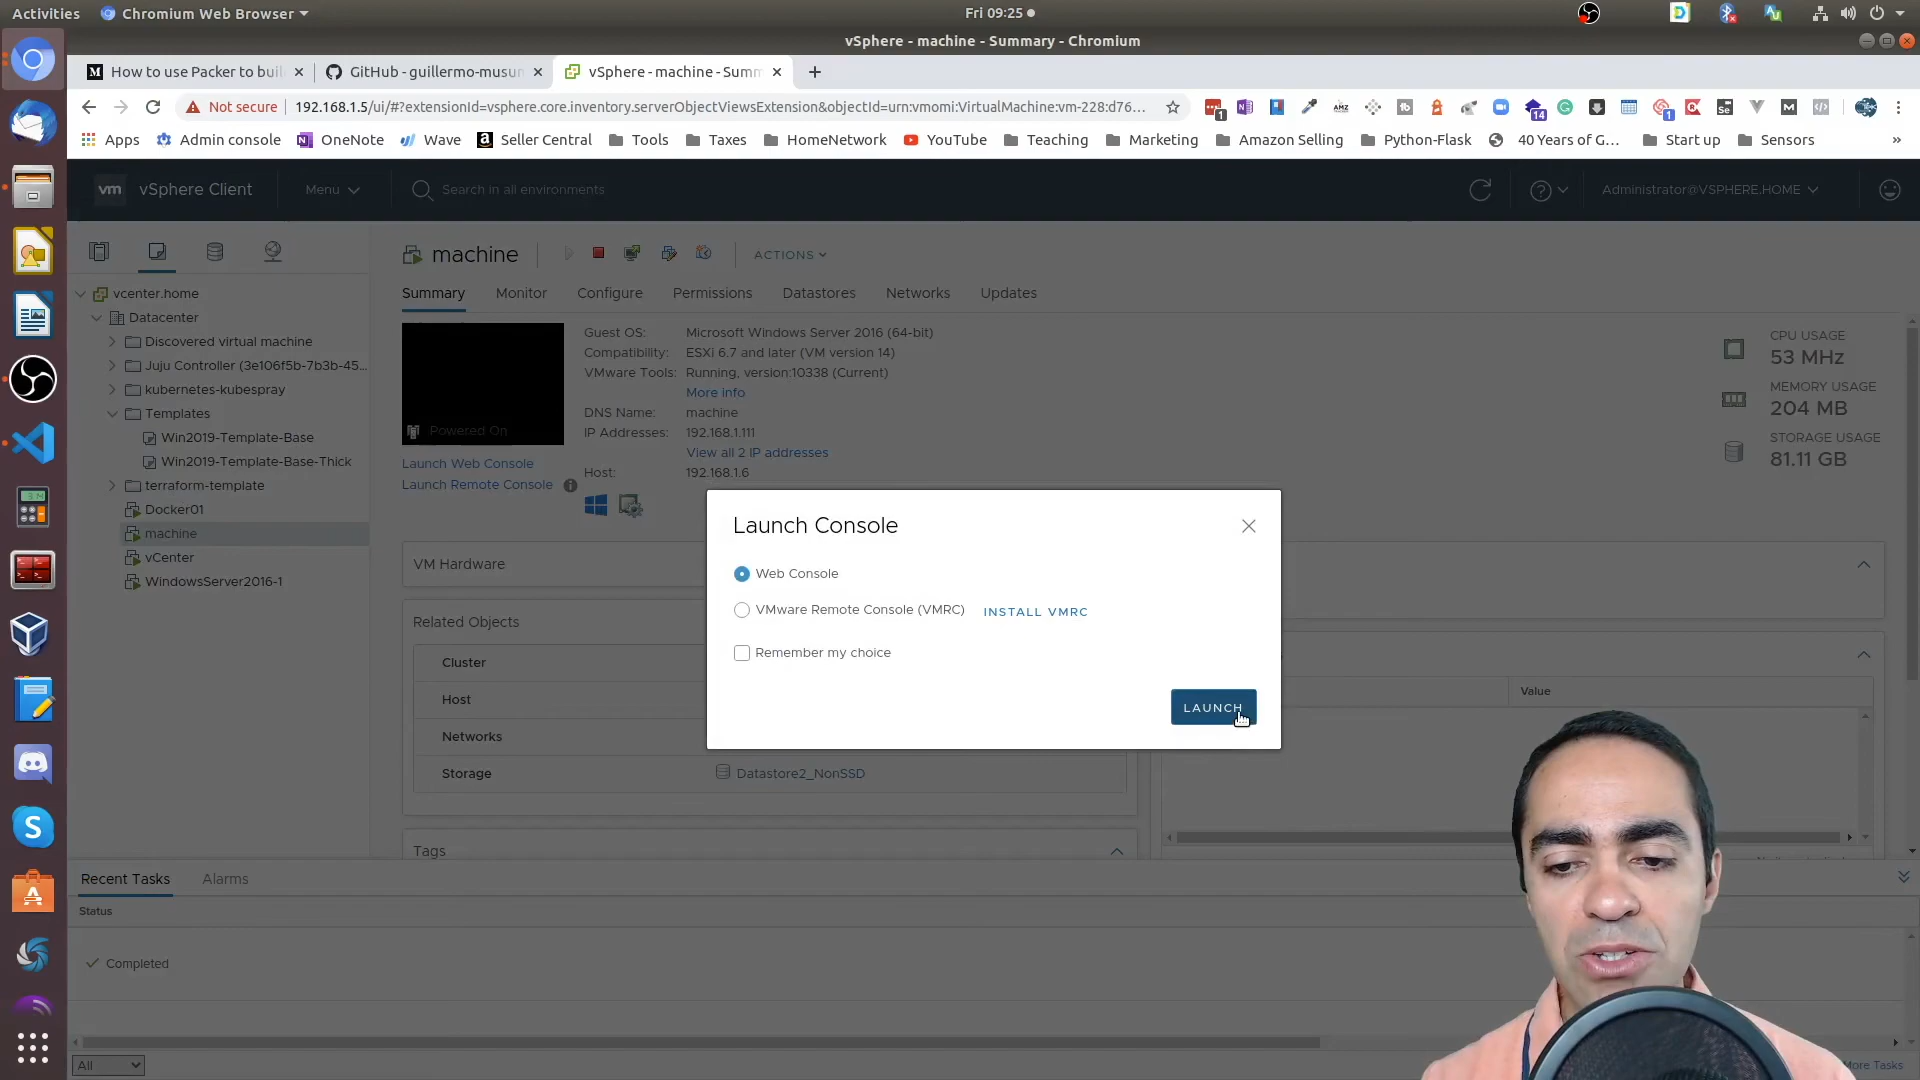 Activities
Chromium Web Browser
Fri 09:25
vSphere - machine - Summary - Chromium
How to use Packer to buil
GitHub - guillermo-musun
vSphere - machine - Summ
Not secure
192.168.1.5/ui/#?extensionId=vsphere.core.inventory.serverObjectViewsExtension&objectId=urn:vmomi:VirtualMachine:vm-228:d76...
Apps
Admin console
OneNote
Wave
Seller Central
Tools
Taxes
HomeNetwork
YouTube
Teaching
Marketing
Amazon Selling
Python-Flask
40 Years of G...
Start up
Sensors
vm
vSphere Client
Menu
Search in all environments
Administrator@VSPHERE.HOME
vcenter.home
Datacenter
Discovered virtual machine
Juju Controller (3e106f5b-7b3b-45...
kubernetes-kubespray
Templates
Win2019-Template-Base
Win2019-Template-Base-Thick
terraform-template
Docker01
machine
vCenter
WindowsServer2016-1
machine
ACTIONS
Summary
Monitor
Configure
Permissions
Datastores
Networks
Updates
Powered On
Launch Web Console
Launch Remote Console
Guest OS: Microsoft Windows Server 2016 (64-bit)
Compatibility: ESXi 6.7 and later (VM version 14)
VMware Tools: Running, version:10338 (Current)
More info
DNS Name: machine
IP Addresses: 192.168.1.111
View all 2 IP addresses
Host: 192.168.1.6
CPU USAGE
53 MHz
MEMORY USAGE
204 MB
STORAGE USAGE
81.11 GB
VM Hardware
Related Objects
Cluster
Host
Networks
Storage
Datastore2_NonSSD
Tags
Value
Launch Console
Web Console
VMware Remote Console (VMRC)
INSTALL VMRC
Remember my choice
LAUNCH
Recent Tasks
Alarms
Status
Completed
All
More Tasks